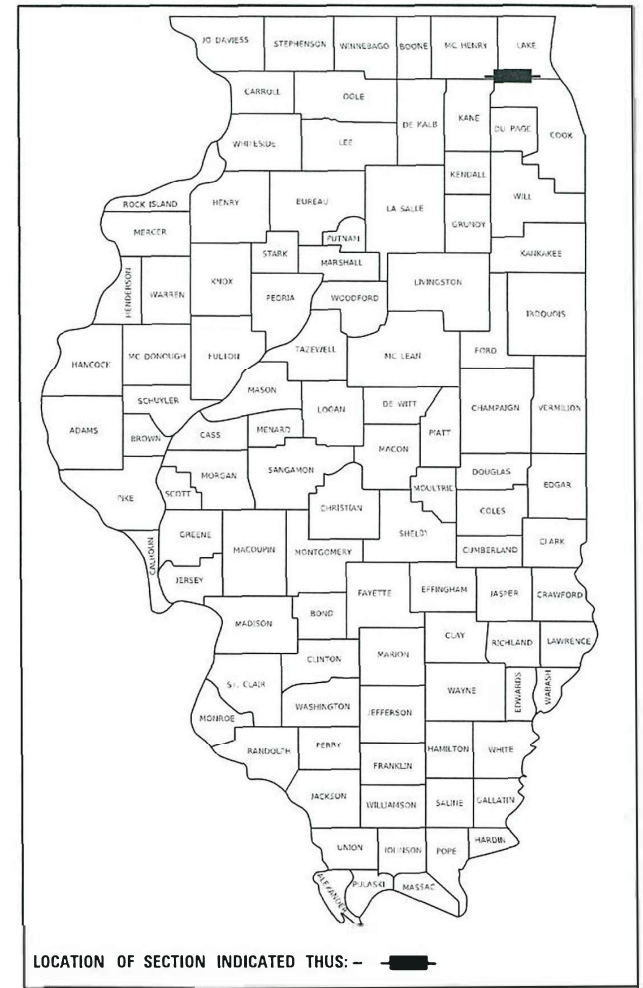 JO DAVIESS STEPHENSON WINNEBAGO BOONE MC HENRY LAKE
CARROLL OGLE
DE KALB KANE DU PAGE COOK
WHITESIDE LEE
KENDALL
ROCK ISLAND HENRY BUREAU LA SALLE WILL
MERCER GRUNDY
PUTNAM
STARK MARSHALL KANKAKEE
HENDERSON WARREN KNOX PEORIA WOODFORD LIVINGSTON
IROQUOIS
HANCOCK MC DONOUGH FULTON TAZEWELL MC LEAN FORD
MASON
SCHUYLER LOGAN DE WITT CHAMPAIGN VERMILION
ADAMS BROWN CASS MENARD PIATT
MACON
MORGAN SANGAMON DOUGLAS
PIKE SCOTT MOULTRIE EDGAR
CHRISTIAN COLES
GREENE SHELBY
CALHOUN MACOUPIN MONTGOMERY CUMBERLAND CLARK
JERSEY
FAYETTE EFFINGHAM JASPER CRAWFORD
MADISON BOND
CLAY RICHLAND LAWRENCE
CLINTON MARION
ST. CLAIR WAYNE EDWARDS WABASH
MONROE WASHINGTON JEFFERSON
RANDOLPH PERRY HAMILTON WHITE
FRANKLIN
JACKSON WILLIAMSON SALINE GALLATIN
UNION JOHNSON POPE HARDIN
ALEXANDER PULASKI MASSAC
LOCATION OF SECTION INDICATED THUS: –